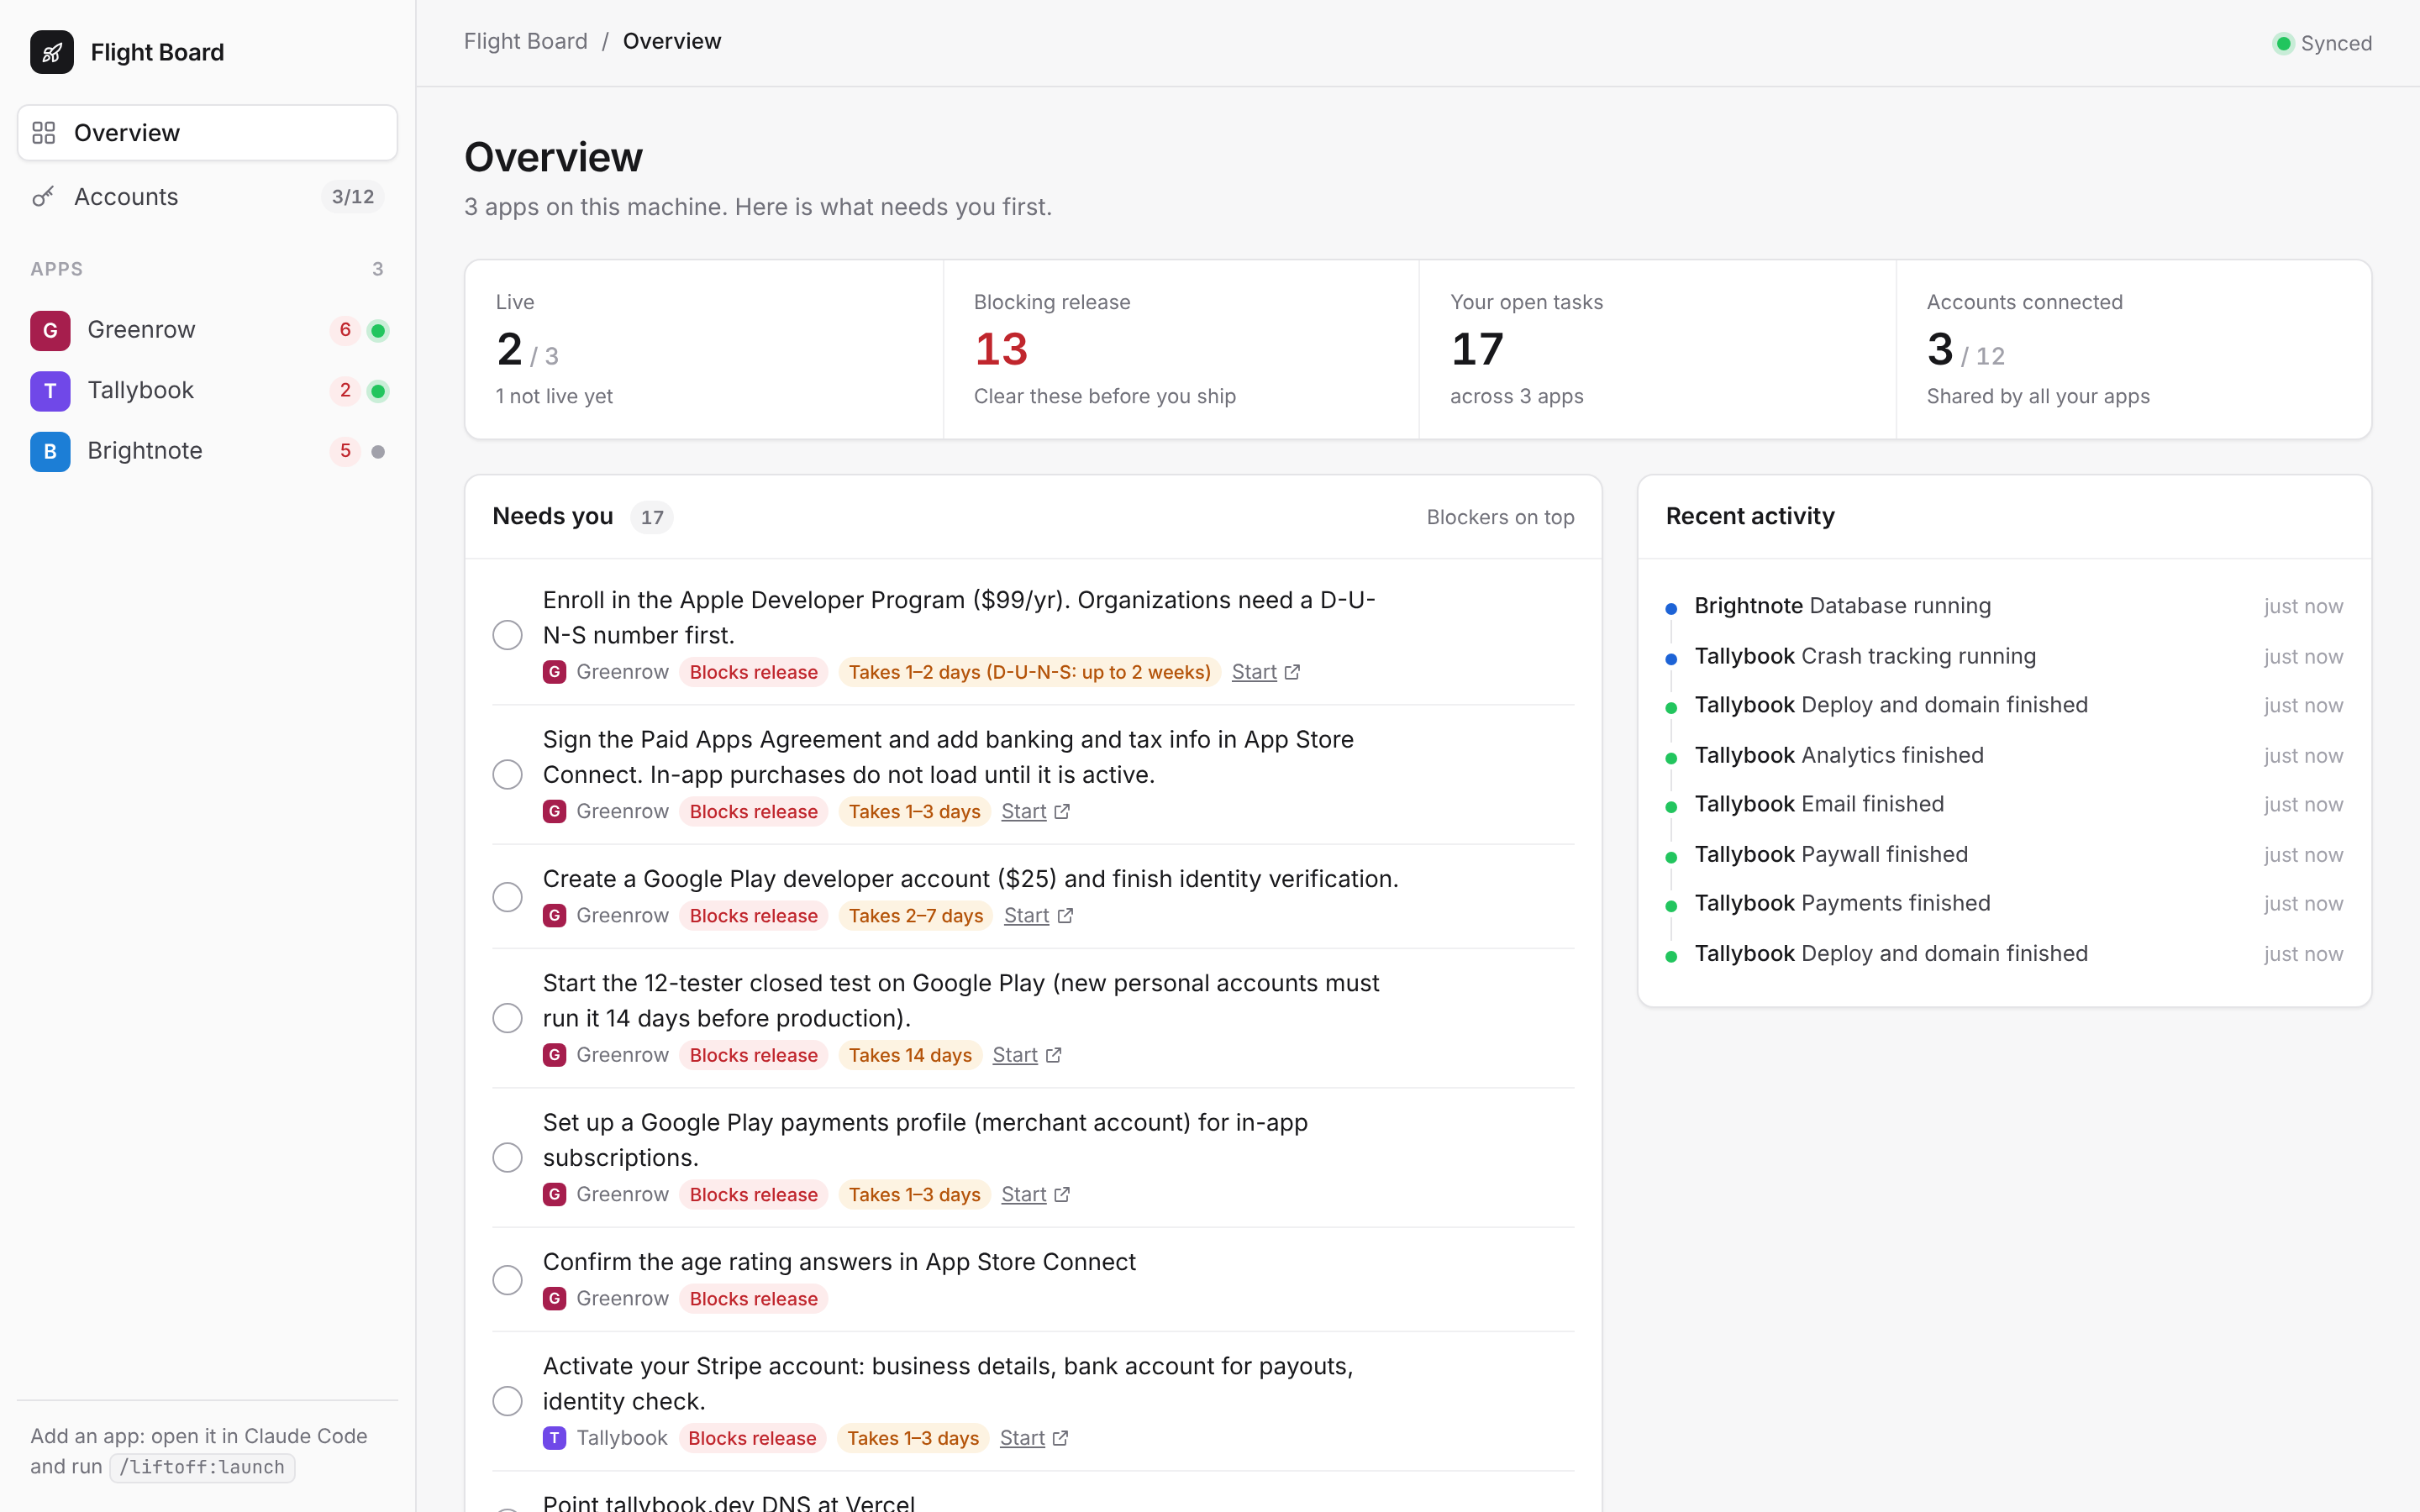 Flight Board
Overview
Accounts 3/12
APPS 3
G Greenrow 6
T Tallybook 2
B Brightnote 5
Add an app: open it in Claude Code
and run /liftoff:launch
Flight Board / Overview
Synced
Overview
3 apps on this machine. Here is what needs you first.
Live
2 / 3
1 not live yet
Blocking release
13
Clear these before you ship
Your open tasks
17
across 3 apps
Accounts connected
3 / 12
Shared by all your apps
Needs you 17 Blockers on top
Enroll in the Apple Developer Program ($99/yr). Organizations need a D-U-
N-S number first.
G Greenrow Blocks release Takes 1–2 days (D-U-N-S: up to 2 weeks) Start
Sign the Paid Apps Agreement and add banking and tax info in App Store
Connect. In-app purchases do not load until it is active.
G Greenrow Blocks release Takes 1–3 days Start
Create a Google Play developer account ($25) and finish identity verification.
G Greenrow Blocks release Takes 2–7 days Start
Start the 12-tester closed test on Google Play (new personal accounts must
run it 14 days before production).
G Greenrow Blocks release Takes 14 days Start
Set up a Google Play payments profile (merchant account) for in-app
subscriptions.
G Greenrow Blocks release Takes 1–3 days Start
Confirm the age rating answers in App Store Connect
G Greenrow Blocks release
Activate your Stripe account: business details, bank account for payouts,
identity check.
T Tallybook Blocks release Takes 1–3 days Start
Point tallybook.dev DNS at Vercel
Recent activity
Brightnote Database running just now
Tallybook Crash tracking running just now
Tallybook Deploy and domain finished just now
Tallybook Analytics finished just now
Tallybook Email finished just now
Tallybook Paywall finished just now
Tallybook Payments finished just now
Tallybook Deploy and domain finished just now